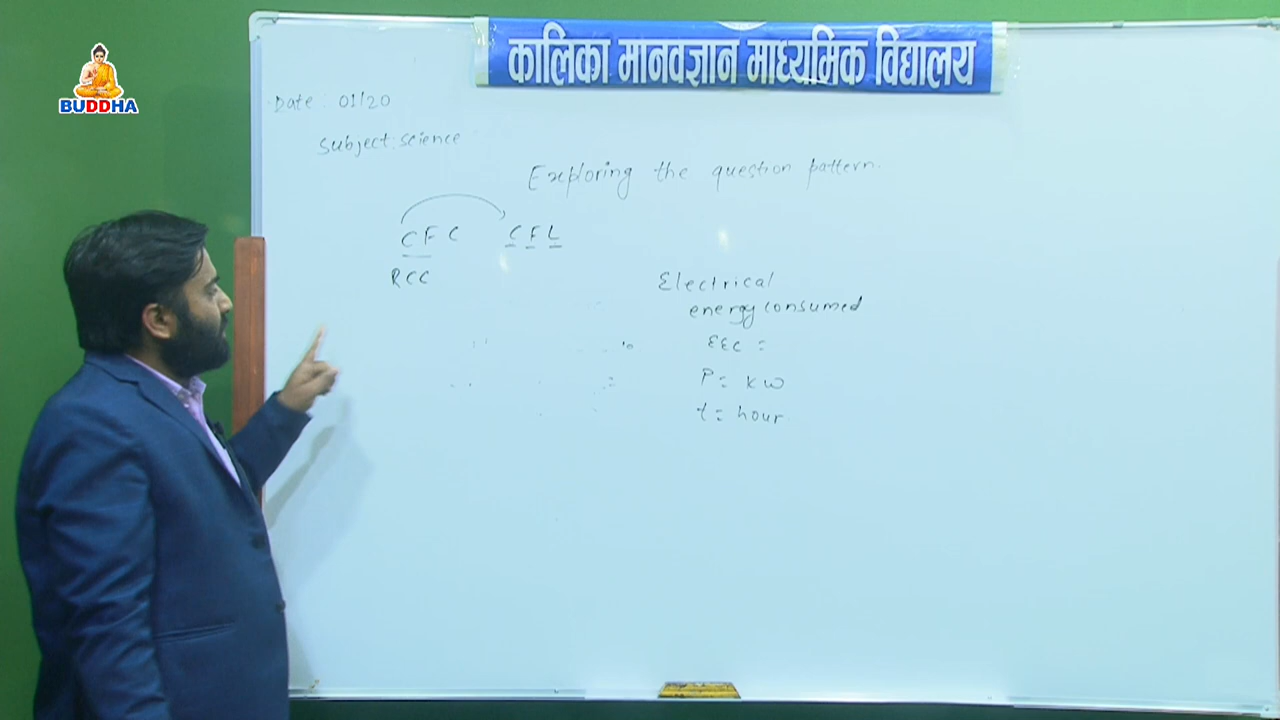 BUDDHA
कालिका मानवज्ञान माध्यमिक विद्यालय
Date : 01/20
Subject : science
Exploring the question pattern.
CFC CFL
RCC
Electrical
energy consumed
EEC =
P = kw
t = hour.